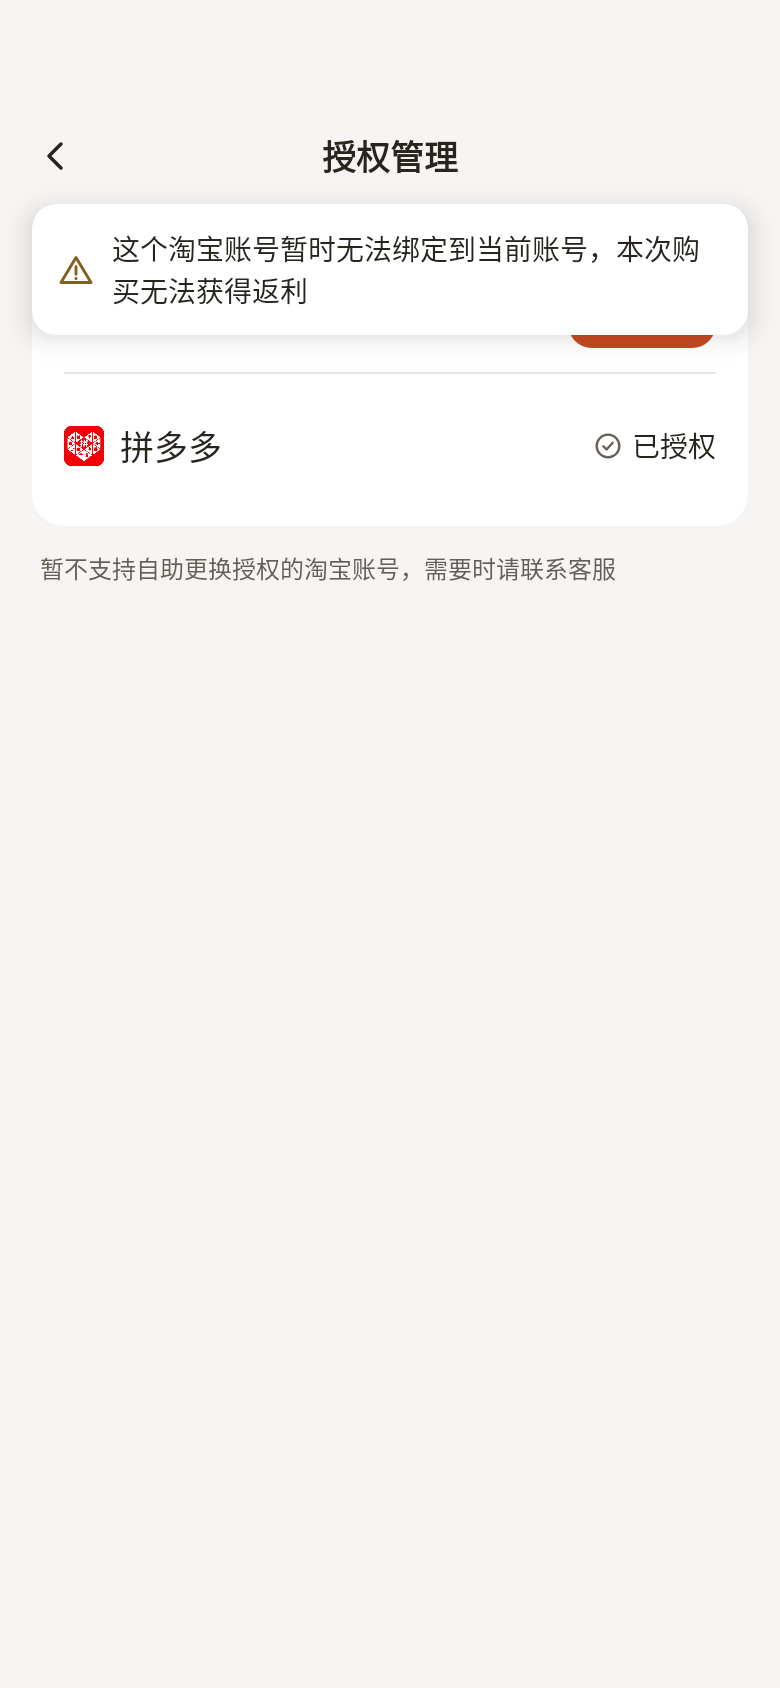 授权管理
这个淘宝账号暂时无法绑定到当前账号，本次购
买无法获得返利
拼多多
已授权
暂不支持自助更换授权的淘宝账号，需要时请联系客服